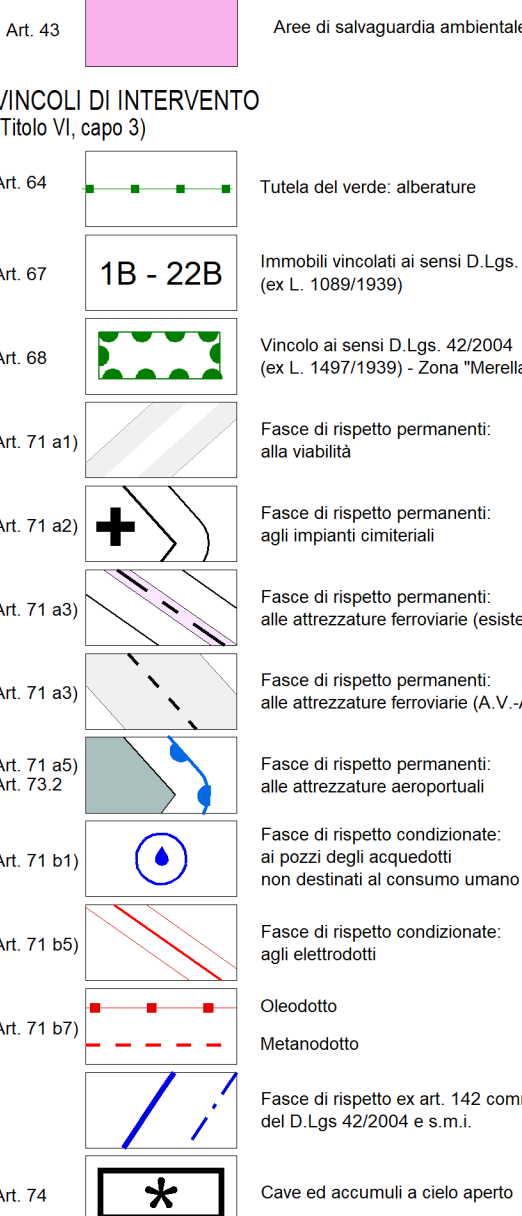 Art. 43
Aree di salvaguardia ambientale
VINCOLI DI INTERVENTO
Titolo VI, capo 3)
Art. 64
Tutela del verde: alberature
Art. 67
1B - 22B
Immobili vincolati ai sensi D.Lgs.
(ex L. 1089/1939)
Art. 68
Vincolo ai sensi D.Lgs. 42/2004
(ex L. 1497/1939) - Zona "Merella
Art. 71 a1)
Fasce di rispetto permanenti:
alla viabilità
Art. 71 a2)
Fasce di rispetto permanenti:
agli impianti cimiteriali
Art. 71 a3)
Fasce di rispetto permanenti:
alle attrezzature ferroviarie (esiste
Art. 71 a3)
Fasce di rispetto permanenti:
alle attrezzature ferroviarie (A.V.-
Art. 71 a5)
Art. 73.2
Fasce di rispetto permanenti:
alle attrezzature aeroportuali
Art. 71 b1)
Fasce di rispetto condizionate:
ai pozzi degli acquedotti
non destinati al consumo umano
Art. 71 b5)
Fasce di rispetto condizionate:
agli elettrodotti
Art. 71 b7)
Oleodotto
Metanodotto
Fasce di rispetto ex art. 142 com
del D.Lgs 42/2004 e s.m.i.
Art. 74
*
Cave ed accumuli a cielo aperto